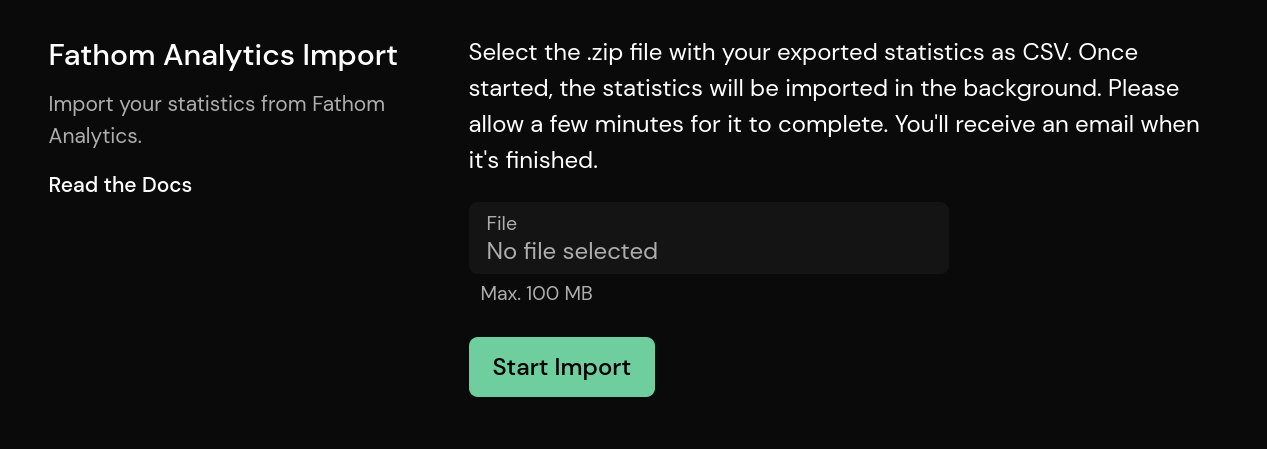 Fathom Analytics Import
Import your statistics from Fathom
Analytics.
Read the Docs
Select the .zip file with your exported statistics as CSV. Once
started, the statistics will be imported in the background. Please
allow a few minutes for it to complete. You'll receive an email when
it's finished.
File
No file selected
Max. 100 MB
Start Import